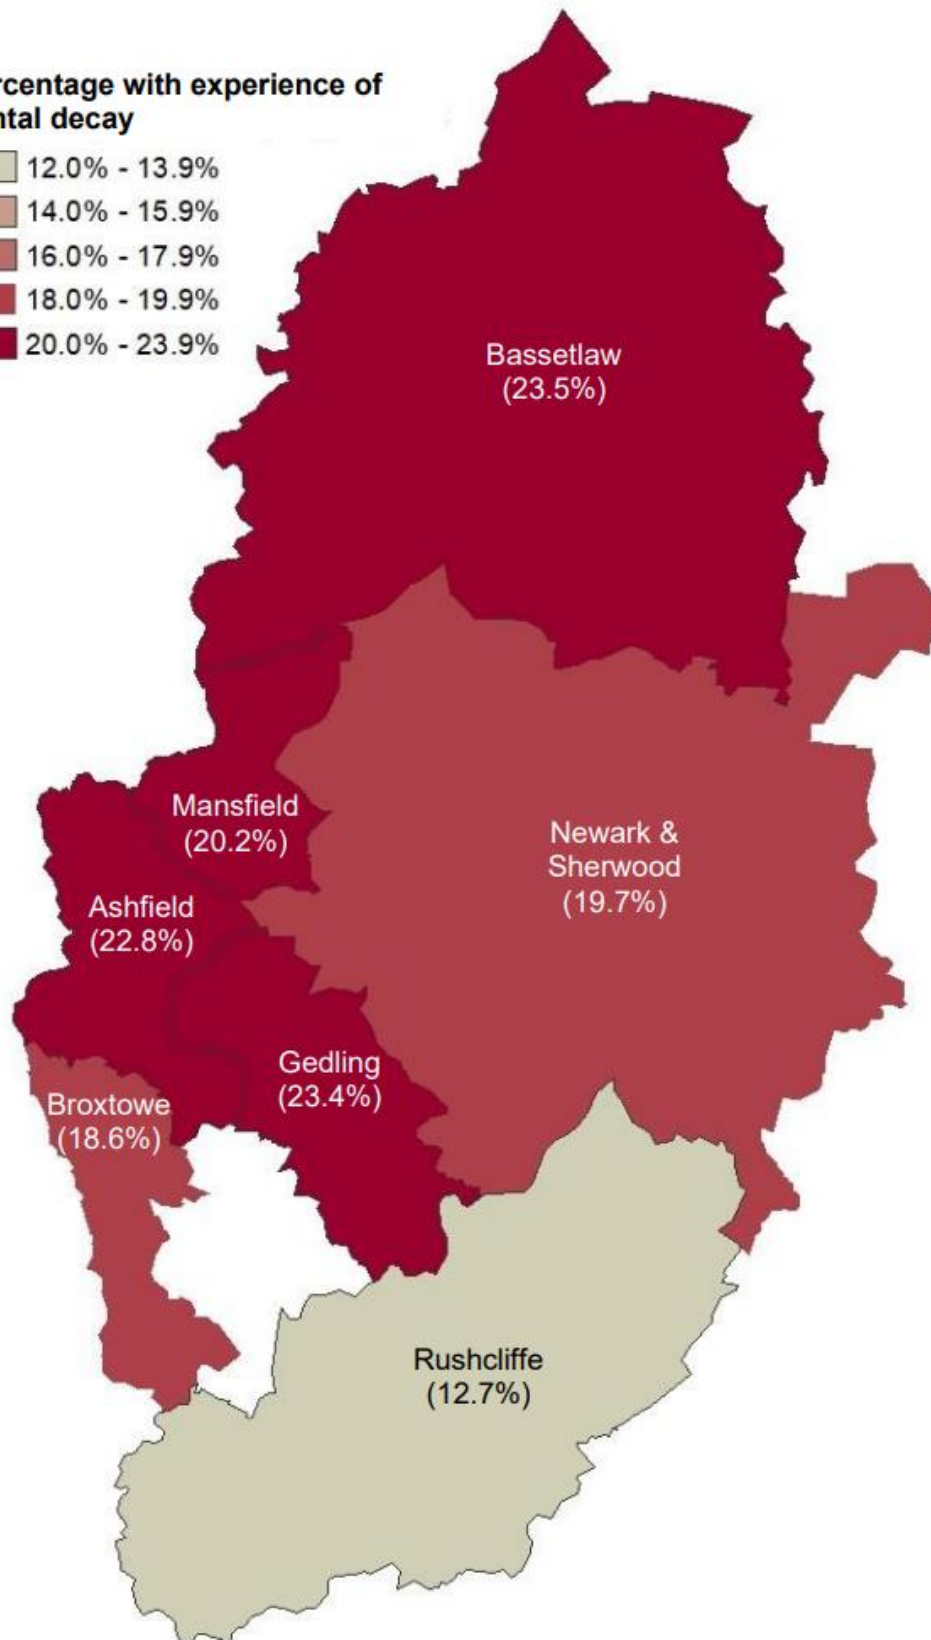 rcentage with experience of
ntal decay
12.0% - 13.9%
14.0% - 15.9%
16.0% - 17.9%
18.0% - 19.9%
20.0% - 23.9%
Bassetlaw
(23.5%)
Mansfield
(20.2%)
Newark &
Sherwood
(19.7%)
Ashfield
(22.8%)
Gedling
(23.4%)
Broxtowe
(18.6%)
Rushcliffe
(12.7%)